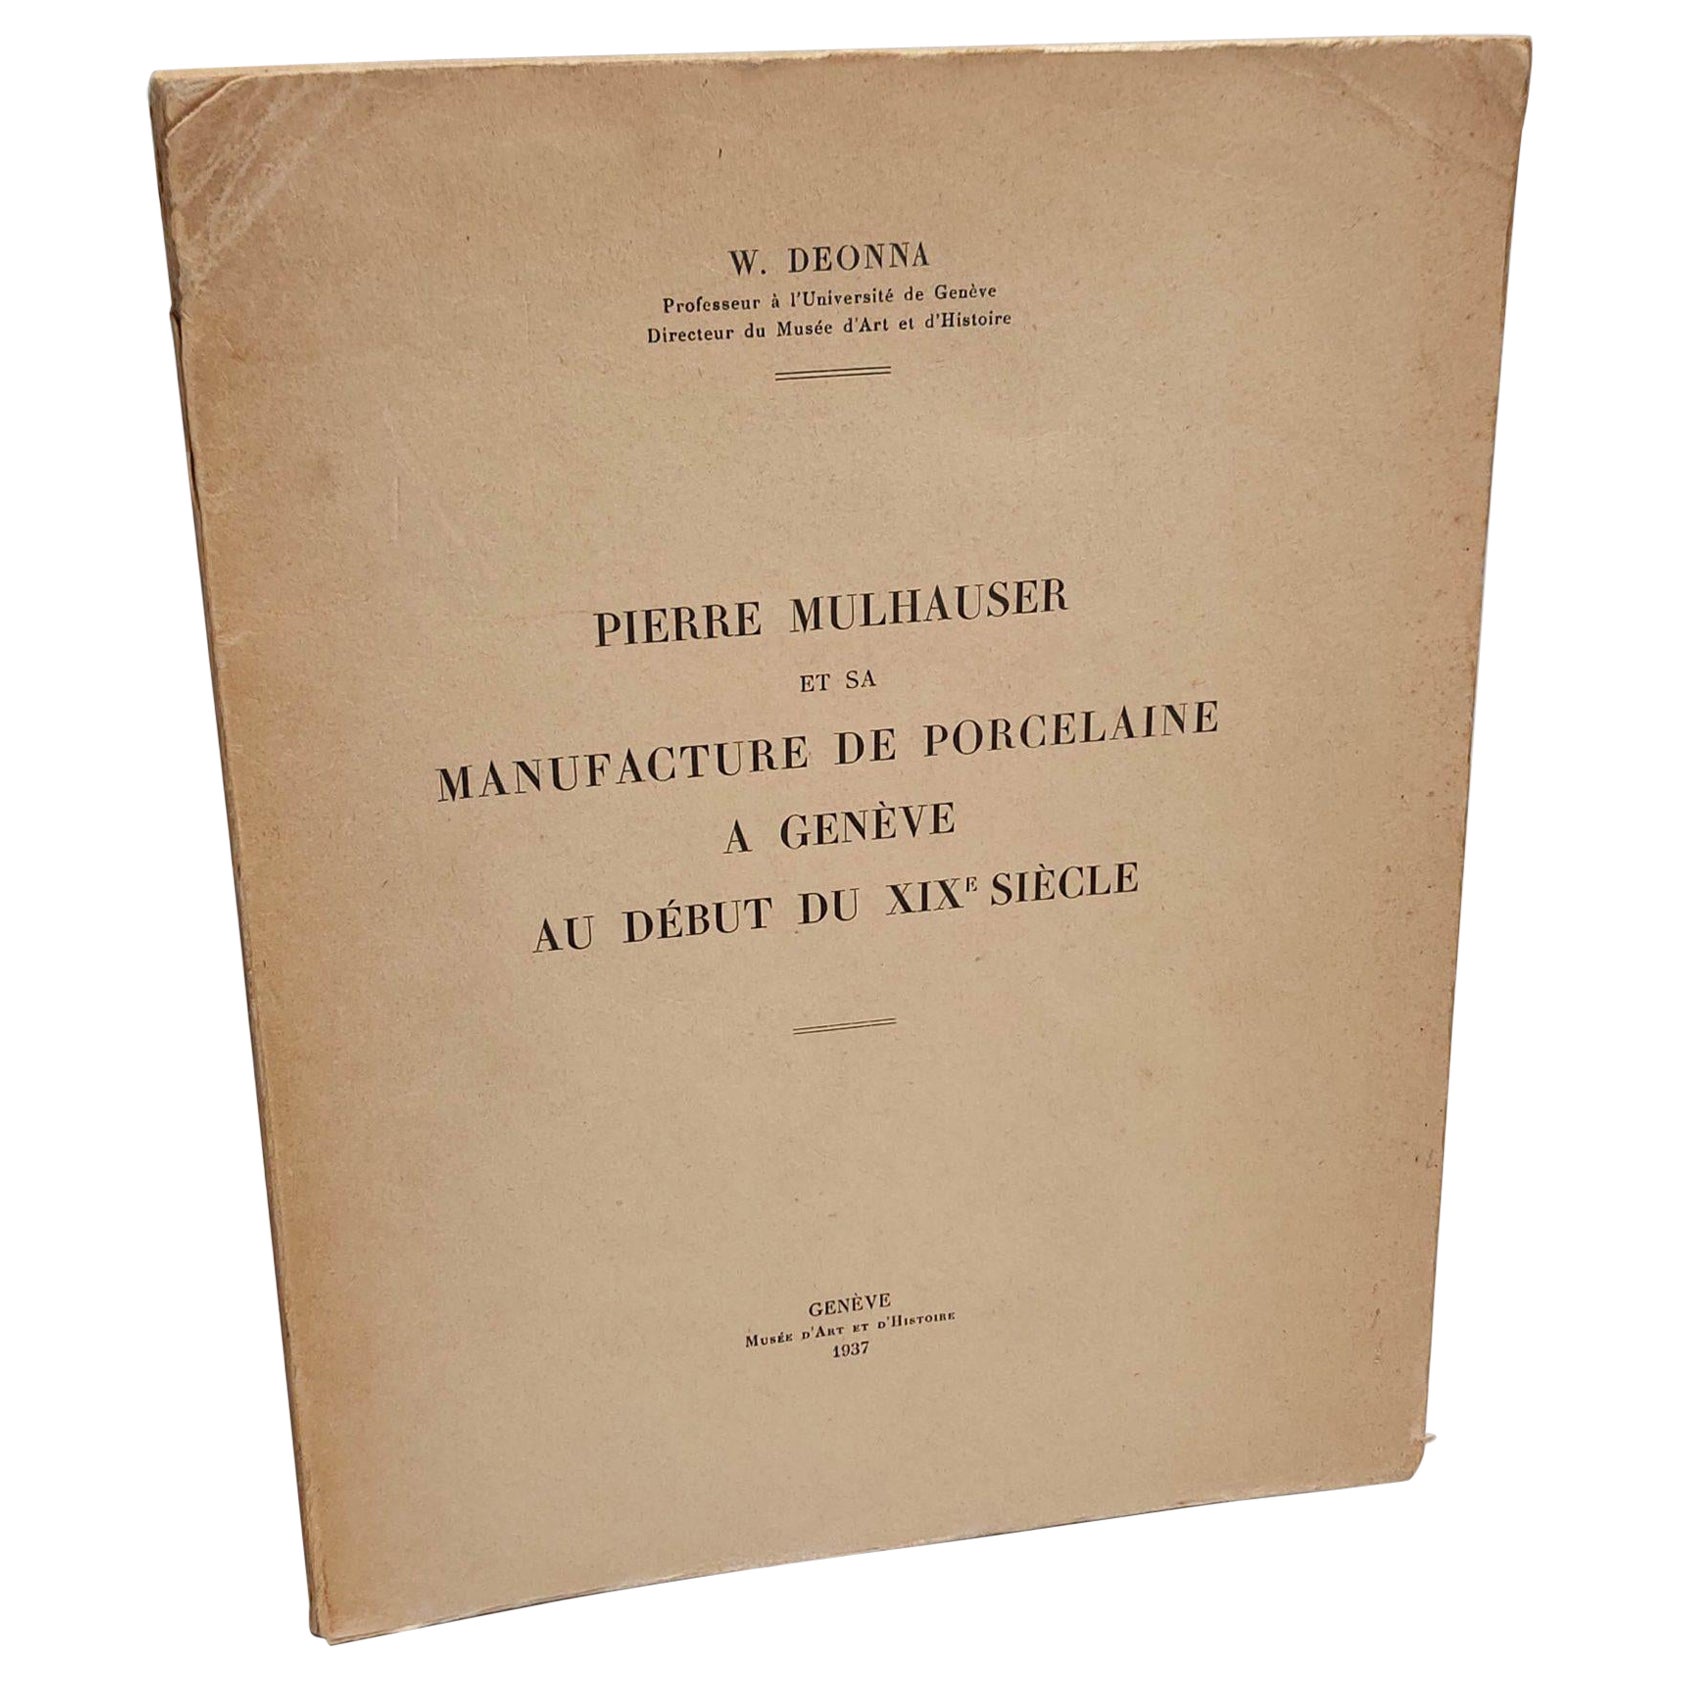 W. DEONNA
Professeur à l'Université de Genève
Directeur du Musée d'Art et d'Histoire
PIERRE MULHAUSER
ET SA
MANUFACTURE DE PORCELAINE
A GENÈVE
AU DÉBUT DU XIXE SIÈCLE
GENÈVE
MUSÉE D'ART ET D'HISTOIRE
1937